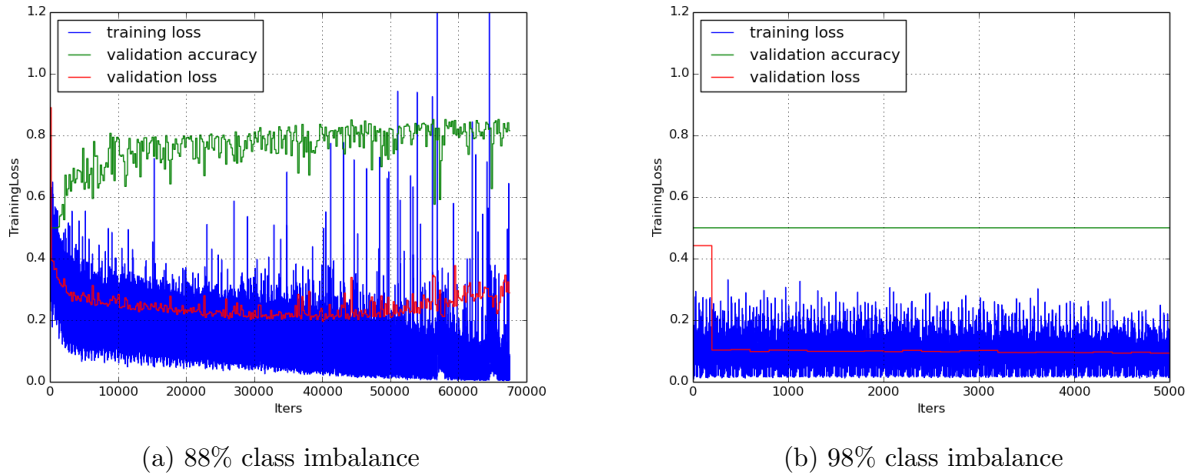 1.2
1.0
0.8
0.6
0.4
0.2
0.0
TrainingLoss
training loss
validation accuracy
validation loss
0 10000 20000 30000 40000 50000 60000 70000
Iters
(a) 88% class imbalance
1.2
1.0
0.8
0.6
0.4
0.2
0.0
TrainingLoss
training loss
validation accuracy
validation loss
0 1000 2000 3000 4000 5000
Iters
(b) 98% class imbalance